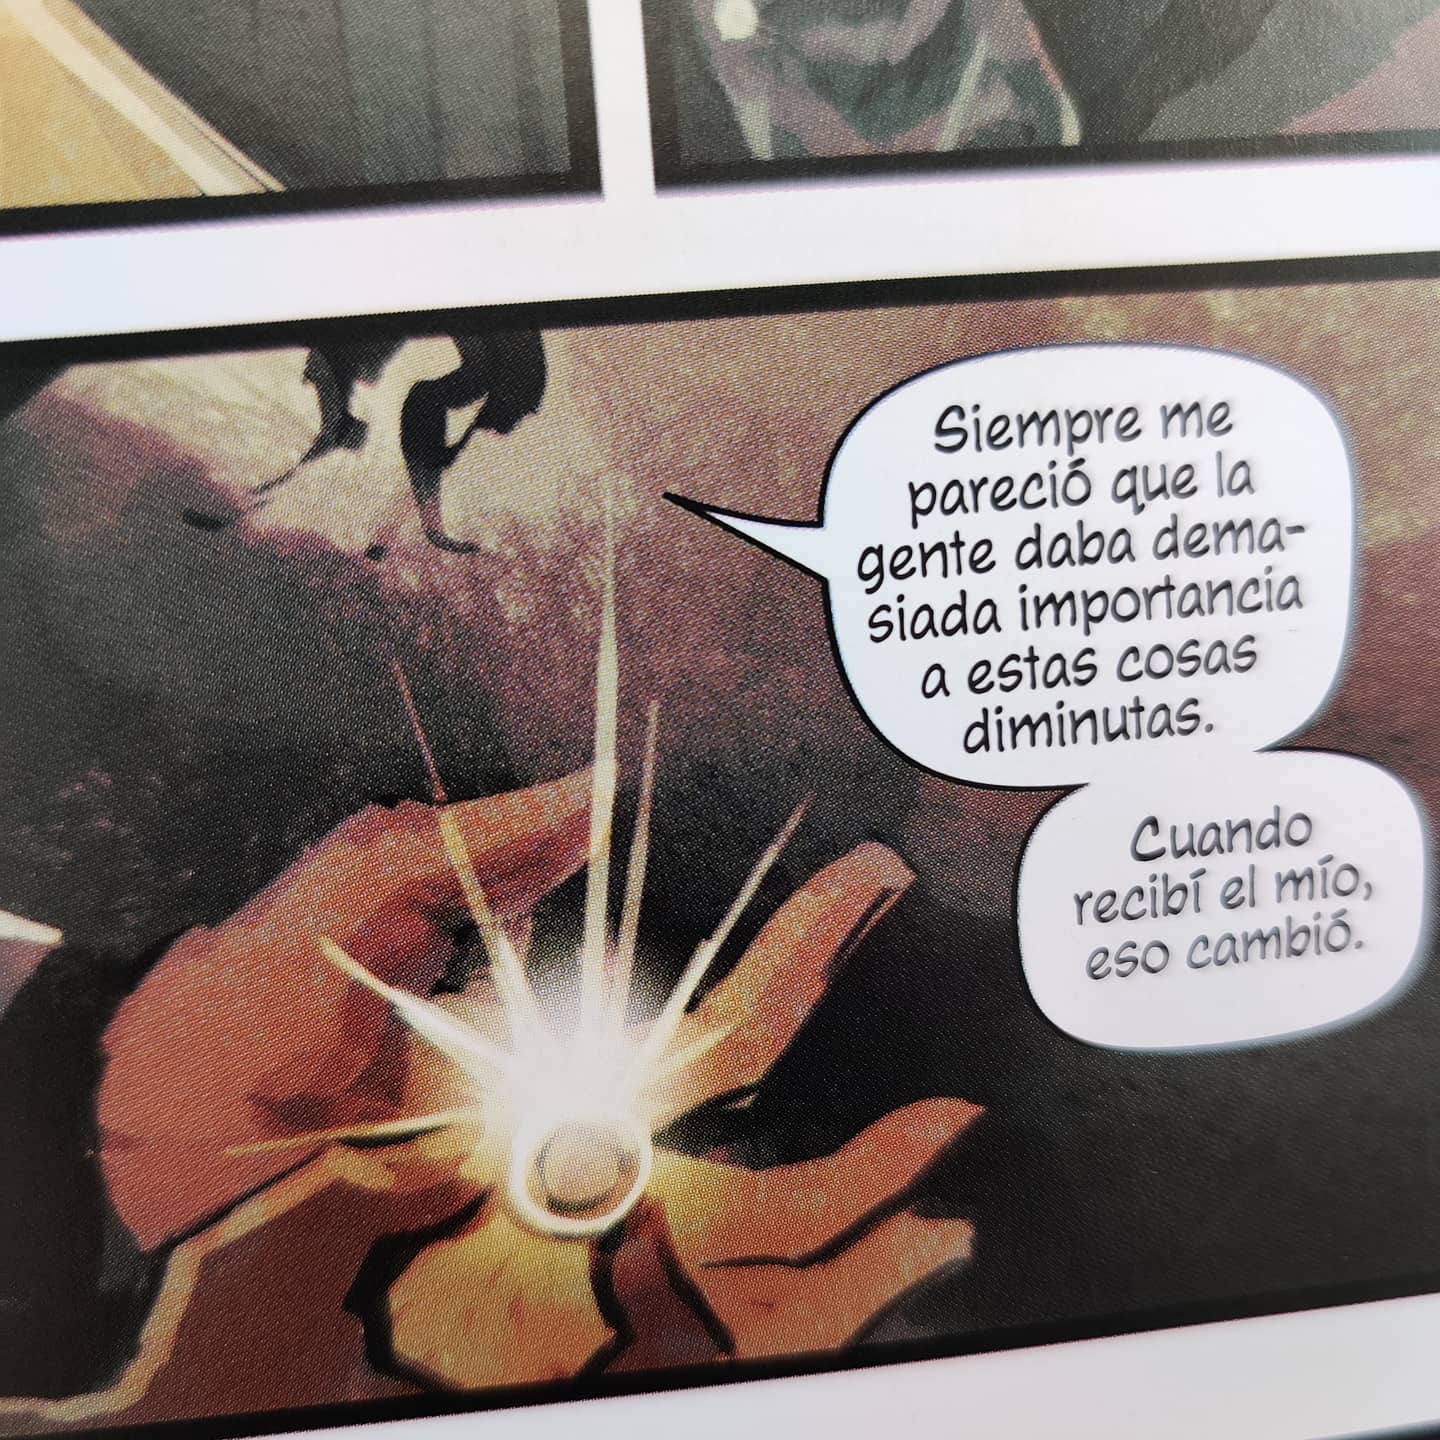 Siempre me
pareció que la
gente daba dema-
siada importancia
a estas cosas
diminutas.
Cuando
recibí el mío,
eso cambió.